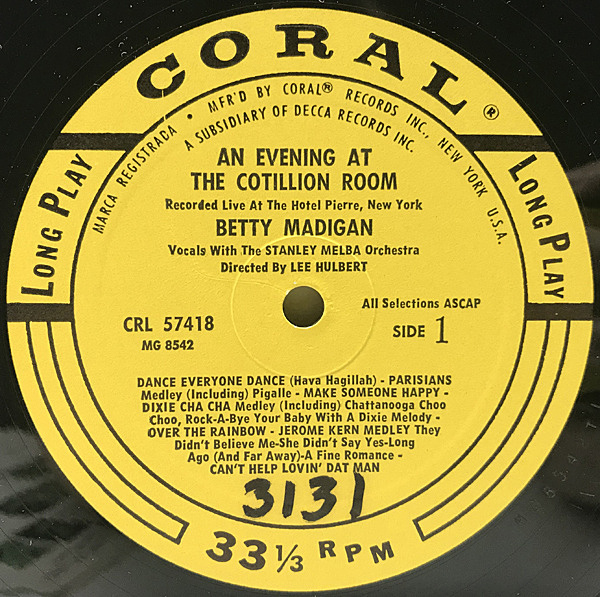 CORAL®
MARCA REGISTRADA • MFR'D BY CORAL® RECORDS INC., NEW YORK U.S.A.
A SUBSIDIARY OF DECCA RECORDS INC.
LONG PLAY
LONG PLAY
AN EVENING AT
THE COTILLION ROOM
Recorded Live At The Hotel Pierre, New York
BETTY MADIGAN
Vocals With The STANLEY MELBA Orchestra
Directed By LEE HULBERT
All Selections ASCAP
CRL 57418
SIDE 1
MG 8542
DANCE EVERYONE DANCE (Hava Hagillah) - PARISIANS
Medley (Including) Pigalle - MAKE SOMEONE HAPPY -
DIXIE CHA CHA Medley (Including) Chattanooga Choo
Choo, Rock-A-Bye Your Baby With A Dixie Melody -
OVER THE RAINBOW - JEROME KERN MEDLEY They
Didn't Believe Me-She Didn't Say Yes-Long
Ago (And Far Away)-A Fine Romance -
CAN'T HELP LOVIN' DAT MAN
3131
33 1/3 RPM